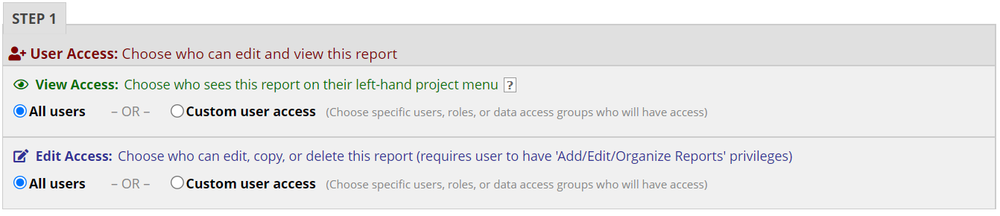 STEP 1
User Access: Choose who can edit and view this report
View Access: Choose who sees this report on their left-hand project menu ?
All users – OR – Custom user access (Choose specific users, roles, or data access groups who will have access)
Edit Access: Choose who can edit, copy, or delete this report (requires user to have 'Add/Edit/Organize Reports' privileges)
All users – OR – Custom user access (Choose specific users, roles, or data access groups who will have access)